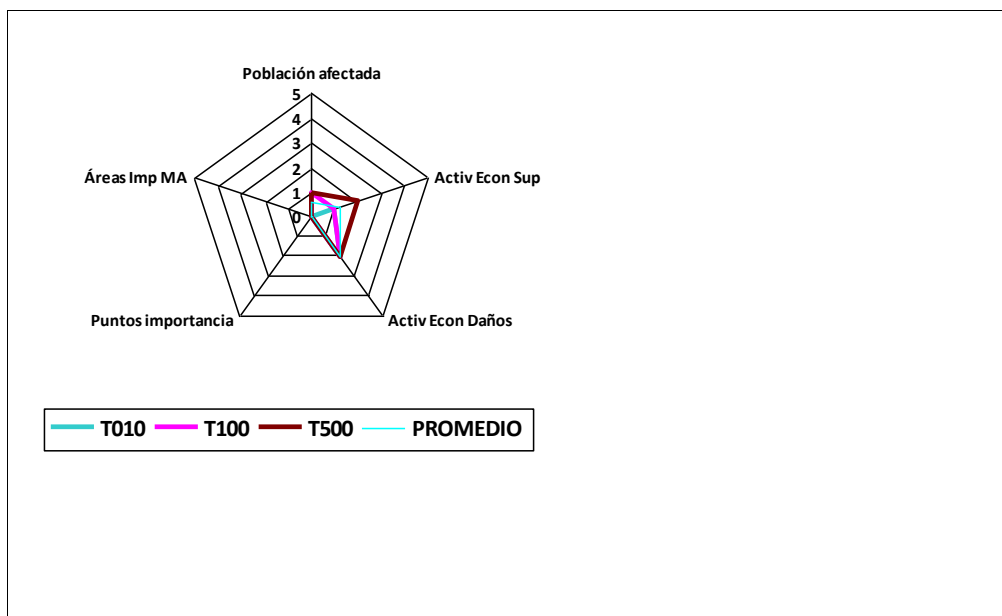 Población afectada
5
4
3
2
1
0
Áreas Imp MA
Activ Econ Sup
Puntos importancia
Activ Econ Daños
T010 T100 T500 PROMEDIO